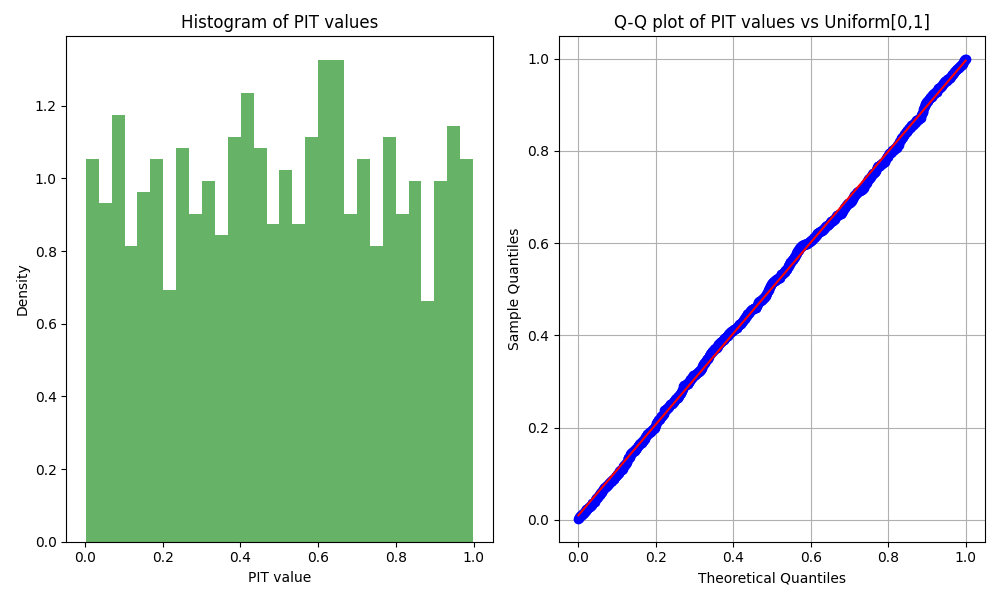 Histogram of PIT values
1.2
1.0
0.8
0.6
0.4
0.2
0.0
Density
0.0 0.2 0.4 0.6 0.8 1.0
PIT value
Q-Q plot of PIT values vs Uniform[0,1]
1.0
0.8
0.6
0.4
0.2
0.0
Sample Quantiles
0.0 0.2 0.4 0.6 0.8 1.0
Theoretical Quantiles